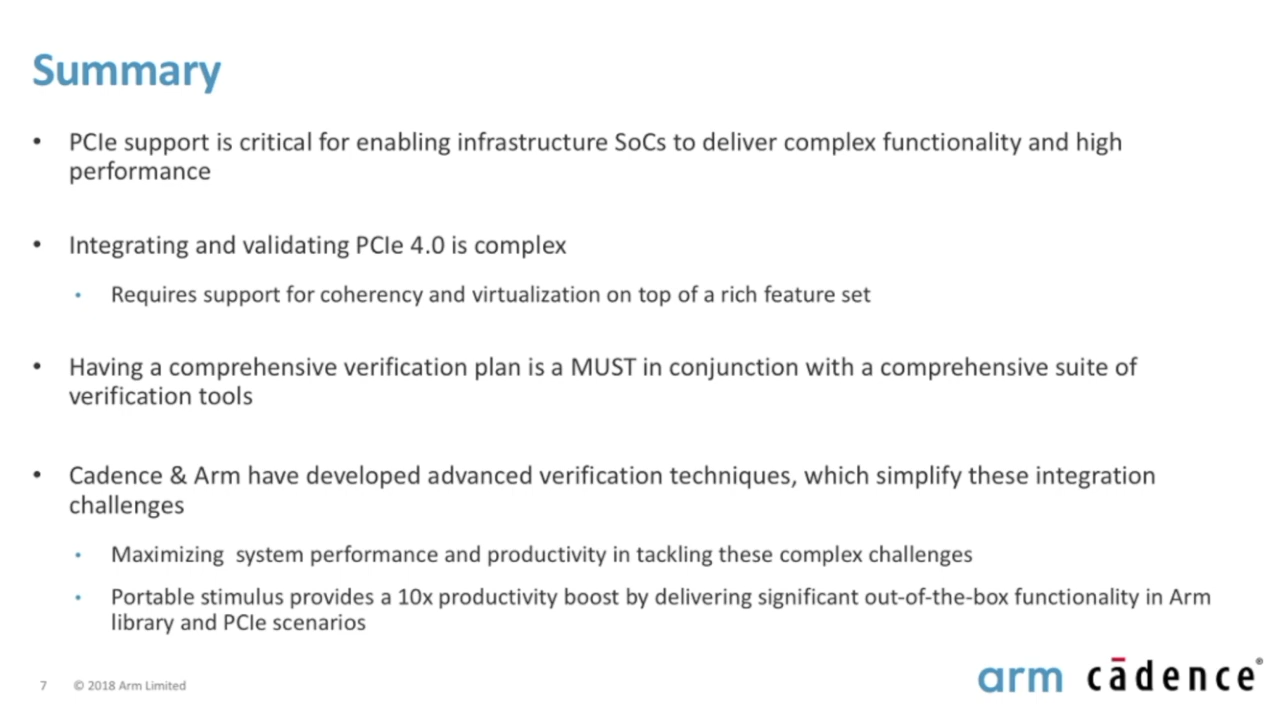 Summary
• PCIe support is critical for enabling infrastructure SoCs to deliver complex functionality and high
performance
• Integrating and validating PCIe 4.0 is complex
• Requires support for coherency and virtualization on top of a rich feature set
• Having a comprehensive verification plan is a MUST in conjunction with a comprehensive suite of
verification tools
• Cadence & Arm have developed advanced verification techniques, which simplify these integration
challenges
• Maximizing system performance and productivity in tackling these complex challenges
• Portable stimulus provides a 10x productivity boost by delivering significant out-of-the-box functionality in Arm
library and PCIe scenarios
7 © 2018 Arm Limited
arm cādence®